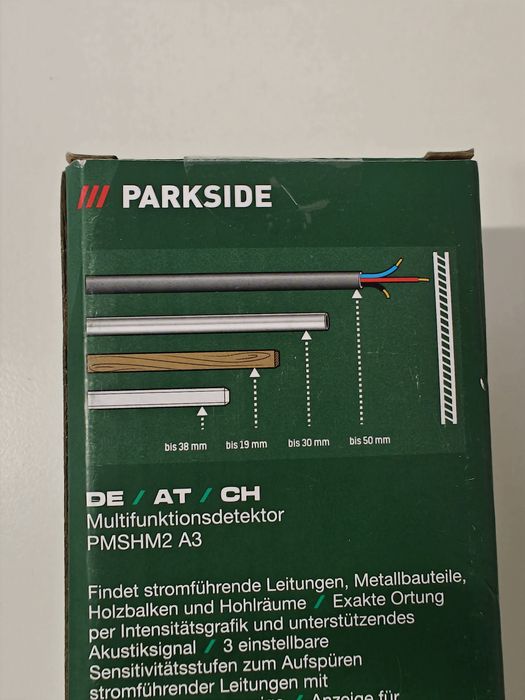 PARKSIDE
bis 38 mm bis 19 mm bis 30 mm bis 50 mm
DE / AT / CH
Multifunktionsdetektor
PMSHM2 A3
Findet stromführende Leitungen, Metallbauteile,
Holzbalken und Hohlräume / Exakte Ortung
per Intensitätsgrafik und unterstützendes
Akustiksignal / 3 einstellbare
Sensitivitätsstufen zum Aufspüren
stromführender Leitungen mit
/ Anzeige für